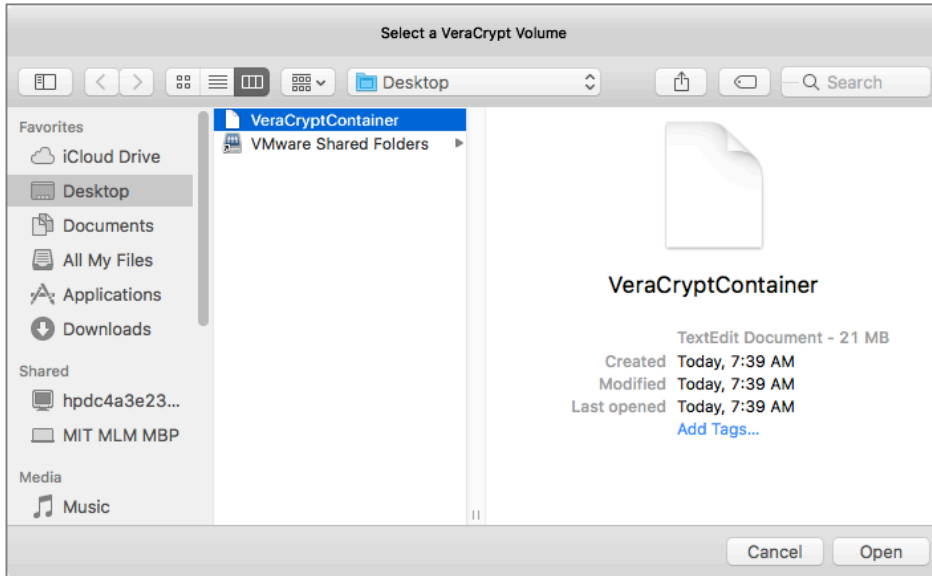 Select a VeraCrypt Volume
Desktop
Search
Favorites
iCloud Drive
Desktop
Documents
All My Files
Applications
Downloads
Shared
hpdc4a3e23...
MIT MLM MBP
Media
Music
VeraCryptContainer
VMware Shared Folders
VeraCryptContainer
TextEdit Document - 21 MB
Created Today, 7:39 AM
Modified Today, 7:39 AM
Last opened Today, 7:39 AM
Add Tags...
Cancel
Open